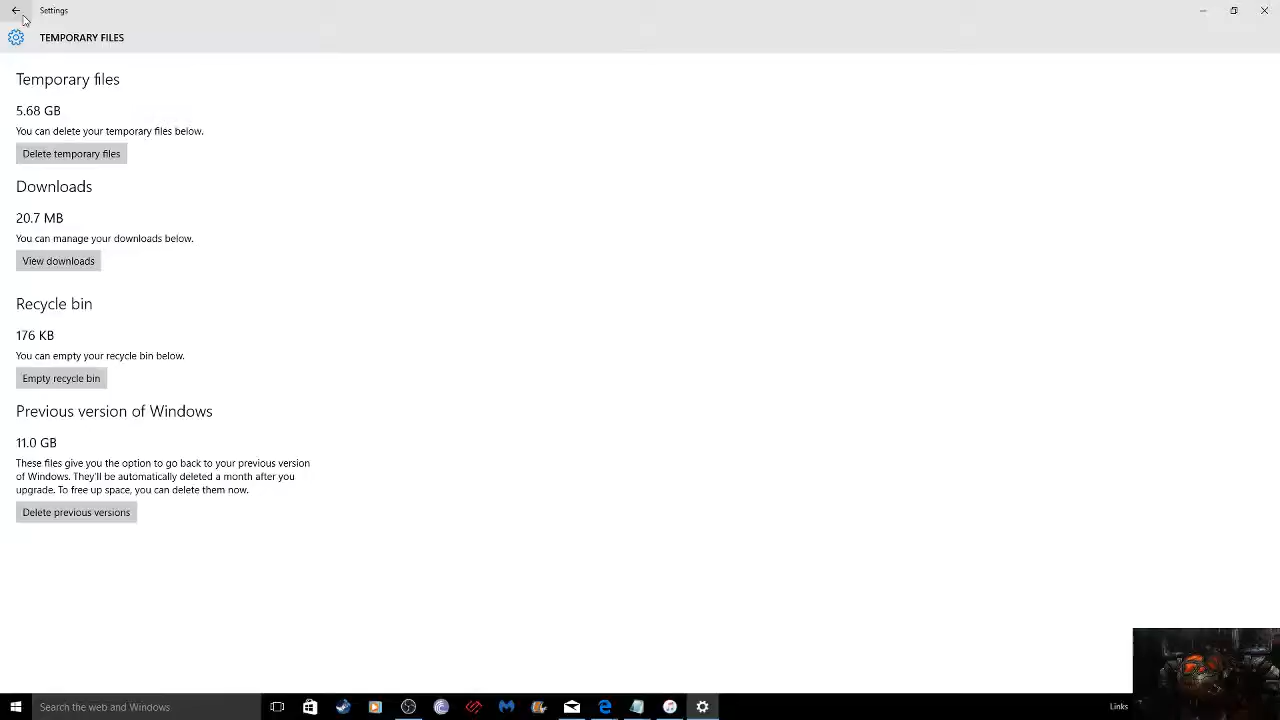 Settings
TEMPORARY FILES
Temporary files
5.68 GB
You can delete your temporary files below.
Delete temporary files
Downloads
20.7 MB
You can manage your downloads below.
View downloads
Recycle bin
176 KB
You can empty your recycle bin below.
Empty recycle bin
Previous version of Windows
11.0 GB
These files give you the option to go back to your previous version
of Windows. They'll be automatically deleted a month after you
upgrade. To free up space, you can delete them now.
Delete previous versions
Search the web and Windows
Links